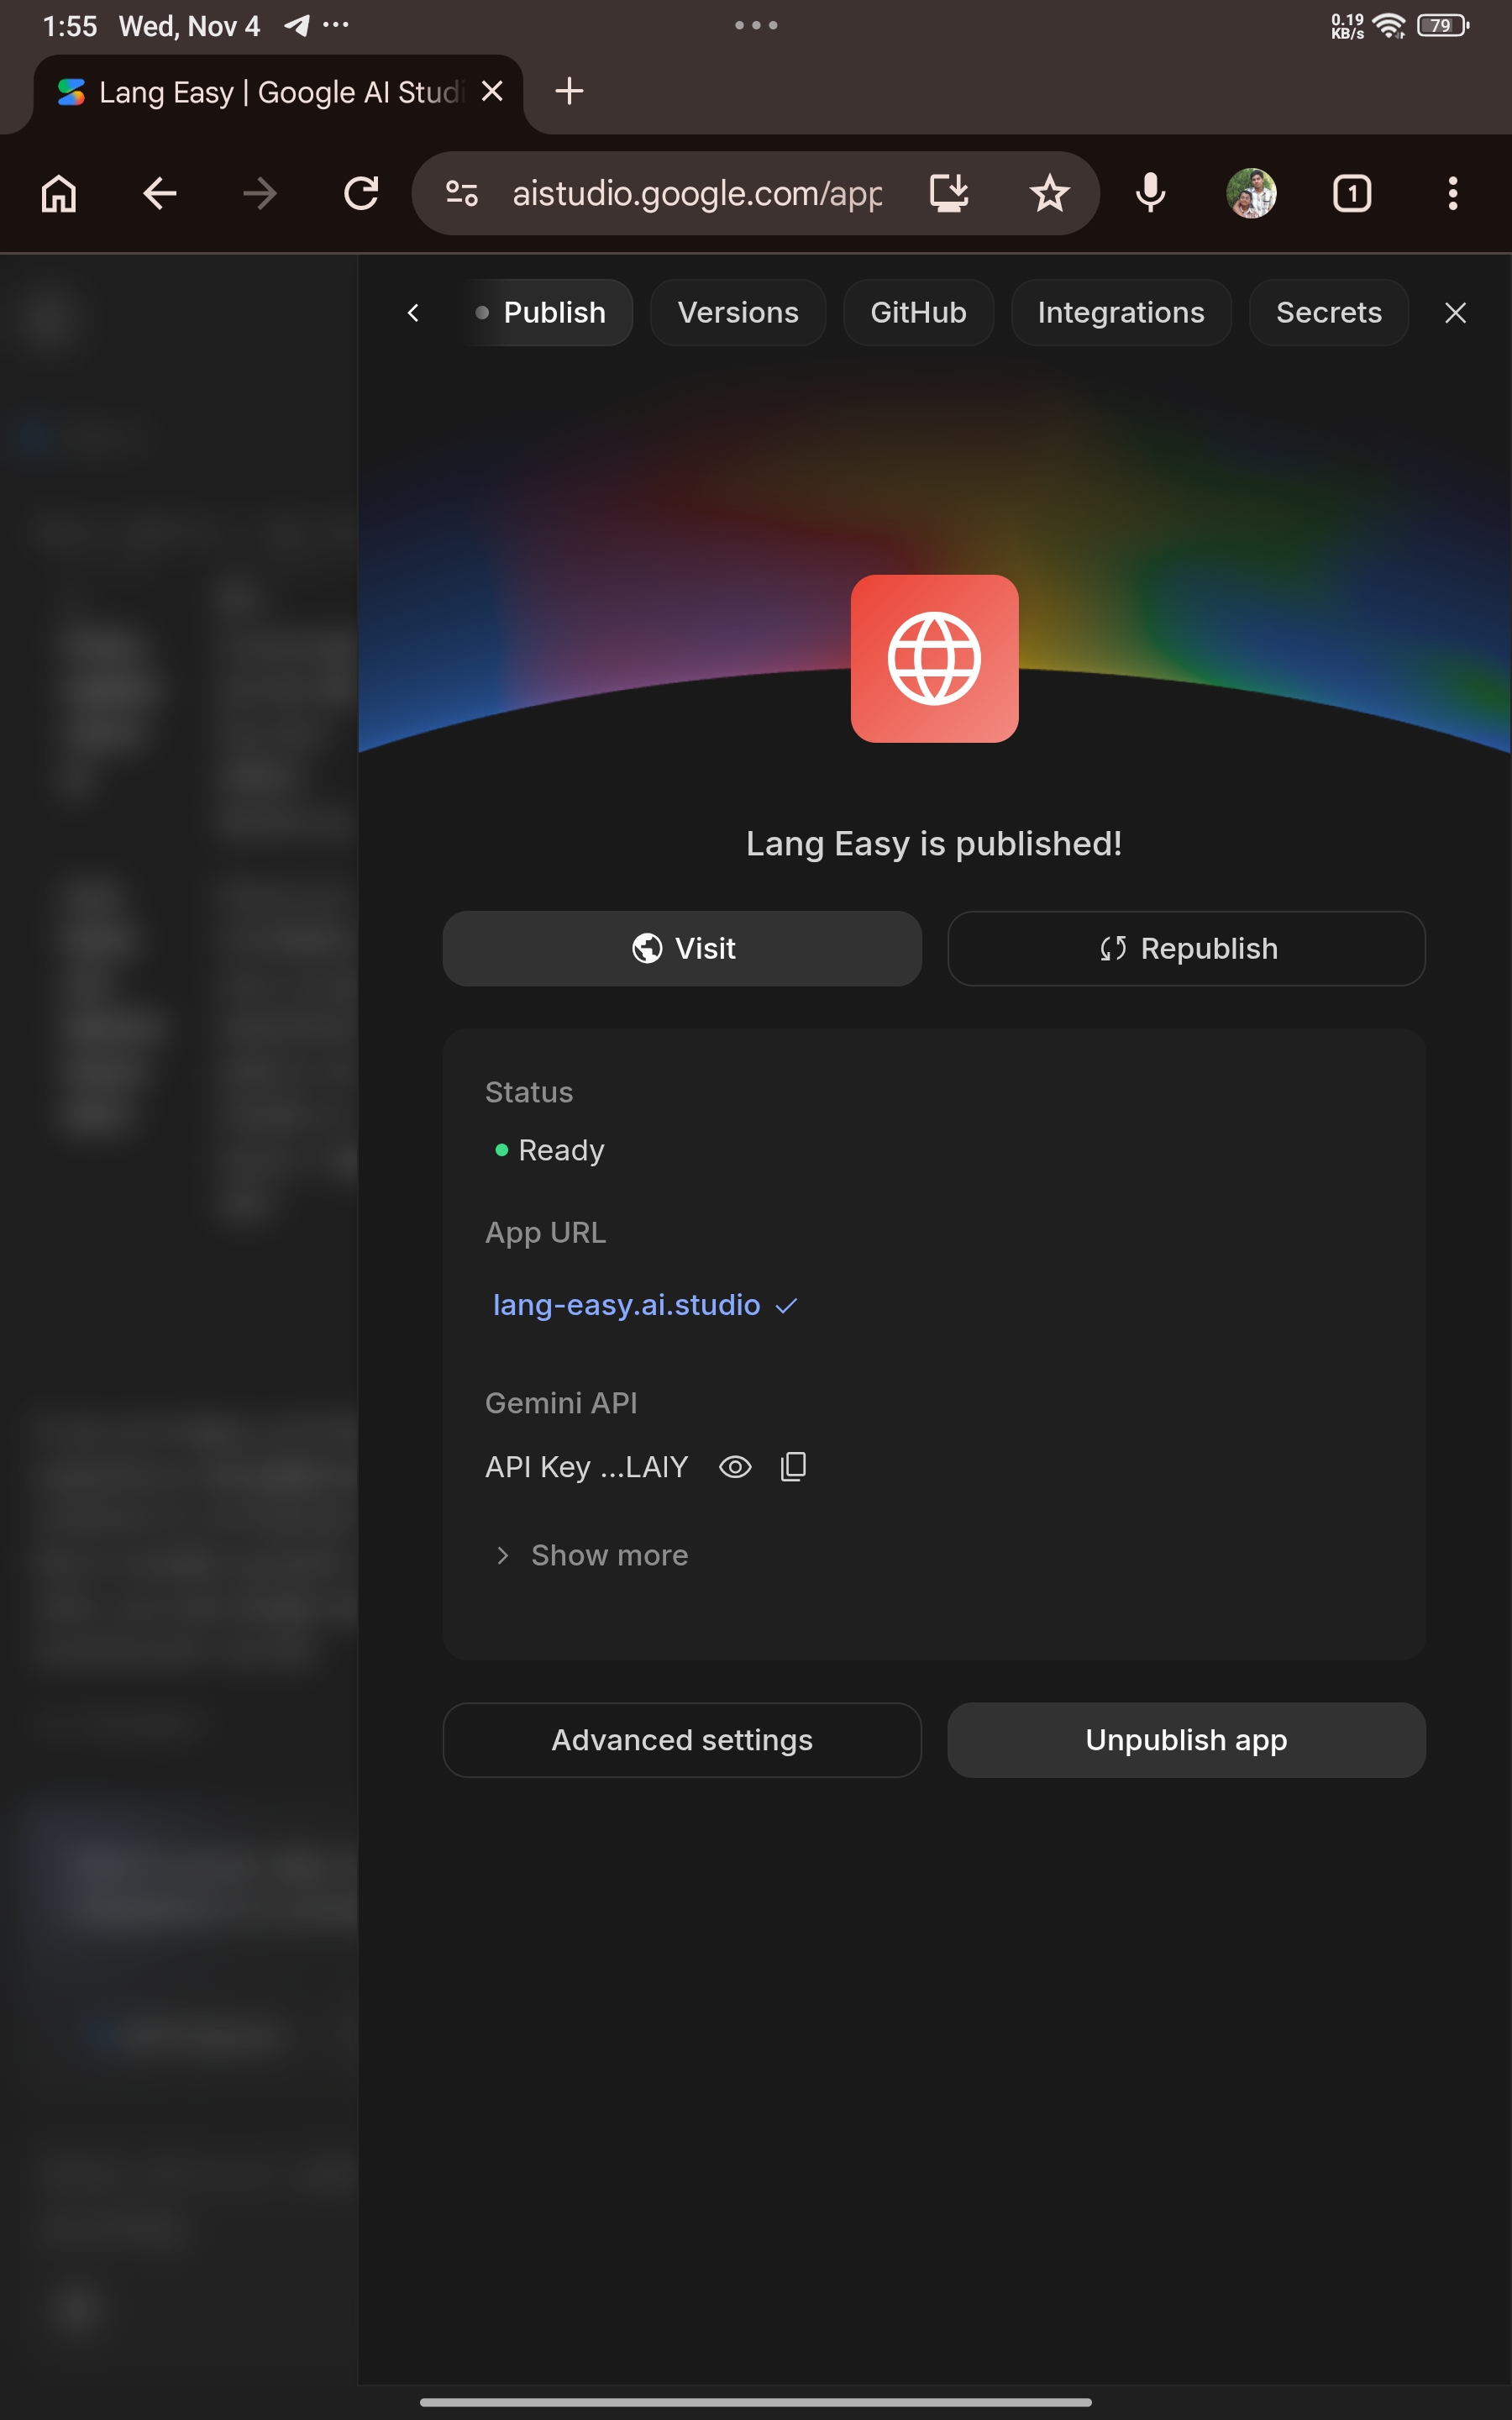 1:55 Wed, Nov 4
0.19
KB/s
79
Lang Easy | Google AI Studi
aistudio.google.com/app
1
Publish
Versions
GitHub
Integrations
Secrets
Lang Easy is published!
Visit
Republish
Status
Ready
App URL
lang-easy.ai.studio
Gemini API
API Key ...LAIY
Show more
Advanced settings
Unpublish app